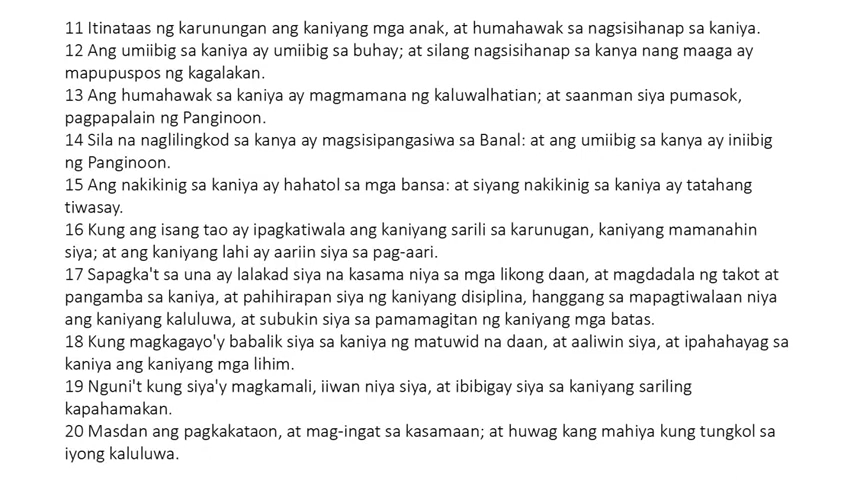 11 Itinataas ng karunungan ang kaniyang mga anak, at humahawak sa nagsisihanap sa kaniya.
12 Ang umiibig sa kaniya ay umiibig sa buhay; at silang nagsisihanap sa kanya nang maaga ay
mapupuspos ng kagalakan.
13 Ang humahawak sa kaniya ay magmamana ng kaluwalhatian; at saanman siya pumasok,
pagpapalain ng Panginoon.
14 Sila na naglilingkod sa kanya ay magsisipangasiwa sa Banal: at ang umiibig sa kanya ay iniibig
ng Panginoon.
15 Ang nakikinig sa kaniya ay hahatol sa mga bansa: at siyang nakikinig sa kaniya ay tatahang
tiwasay.
16 Kung ang isang tao ay ipagkatiwala ang kaniyang sarili sa karunugan, kaniyang mamanahin
siya; at ang kaniyang lahi ay aariin siya sa pag-aari.
17 Sapagka't sa una ay lalakad siya na kasama niya sa mga likong daan, at magdadala ng takot at
pangamba sa kaniya, at pahihirapan siya ng kaniyang disiplina, hanggang sa mapagtiwalaan niya
ang kaniyang kaluluwa, at subukin siya sa pamamagitan ng kaniyang mga batas.
18 Kung magkagayo'y babalik siya sa kaniya ng matuwid na daan, at aaliwin siya, at ipahahayag sa
kaniya ang kaniyang mga lihim.
19 Nguni't kung siya'y magkamali, iiwan niya siya, at ibibigay siya sa kaniyang sariling
kapahamakan.
20 Masdan ang pagkakataon, at mag-ingat sa kasamaan; at huwag kang mahiya kung tungkol sa
iyong kaluluwa.